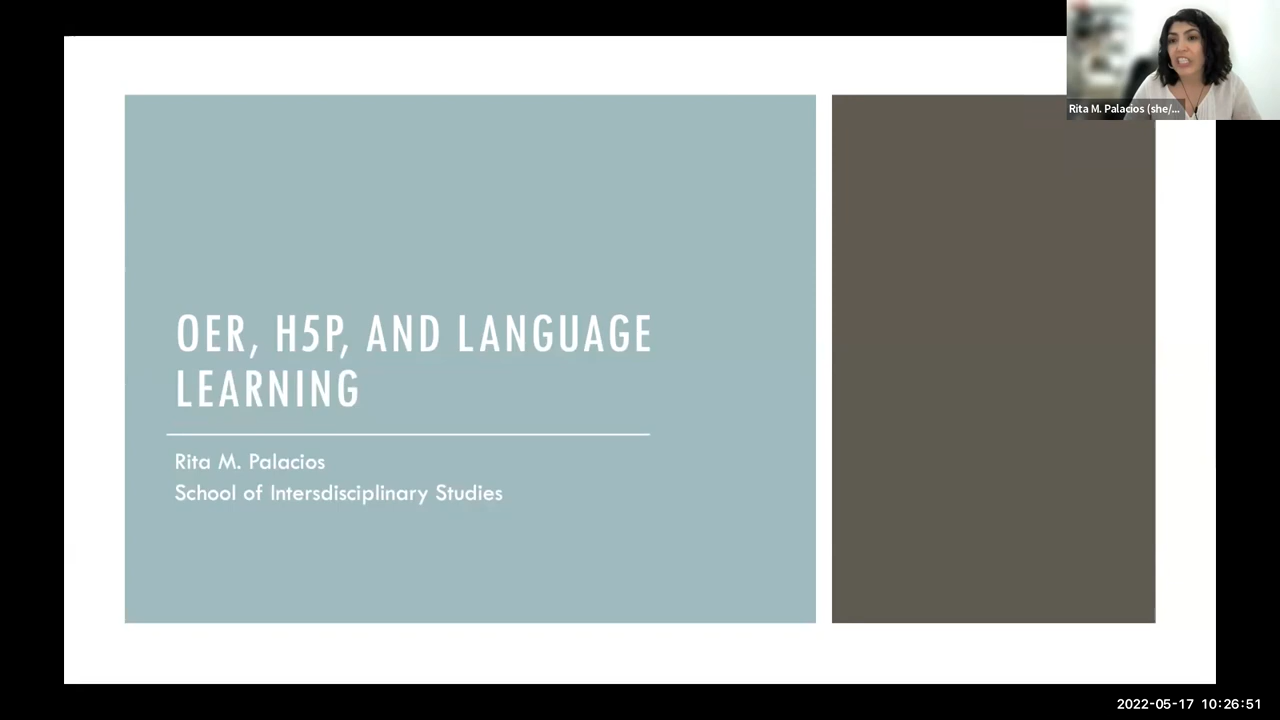 Rita M. Palacios (she/...
OER, H5P, AND LANGUAGE
LEARNING
Rita M. Palacios
School of Intersdisciplinary Studies
2022-05-17 10:26:51